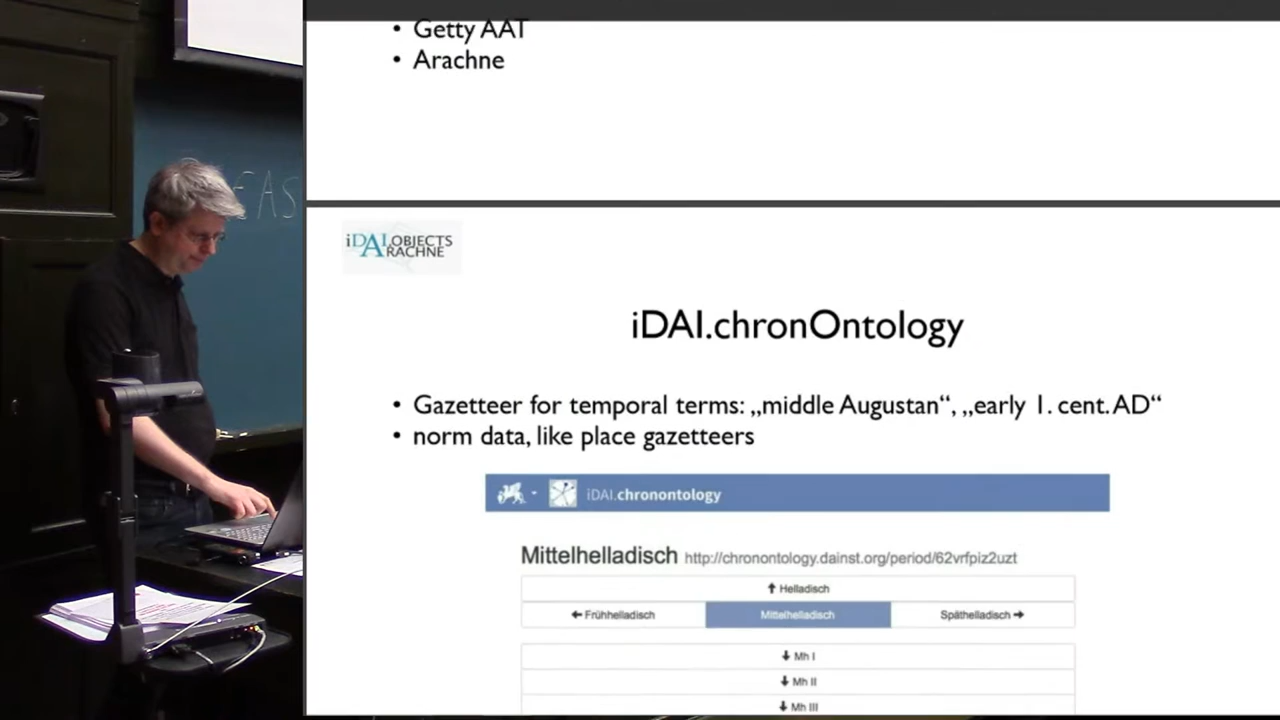 • Getty AAT
• Arachne
EAS
iDAI.OBJECTS
ARACHNE
iDAI.chronOntology
• Gazetteer for temporal terms: „middle Augustan“, „early 1. cent. AD“
• norm data, like place gazetteers
iDAI.chronontology
Mittelhelladisch http://chronontology.dainst.org/period/62vrfpiz2uzt
↑ Helladisch
← Frühhelladisch Mittelhelladisch Späthelladisch →
↓ Mh I
↓ Mh II
↓ Mh III